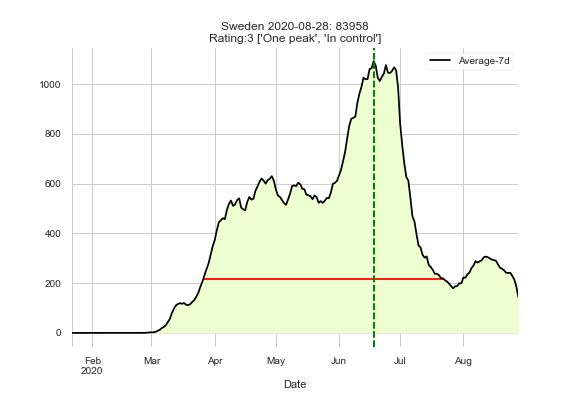 Sweden 2020-08-28: 83958
Rating:3 ['One peak', 'In control']
Average-7d
1000
800
600
400
200
0
Feb
2020
Mar
Apr
May
Jun
Jul
Aug
Date